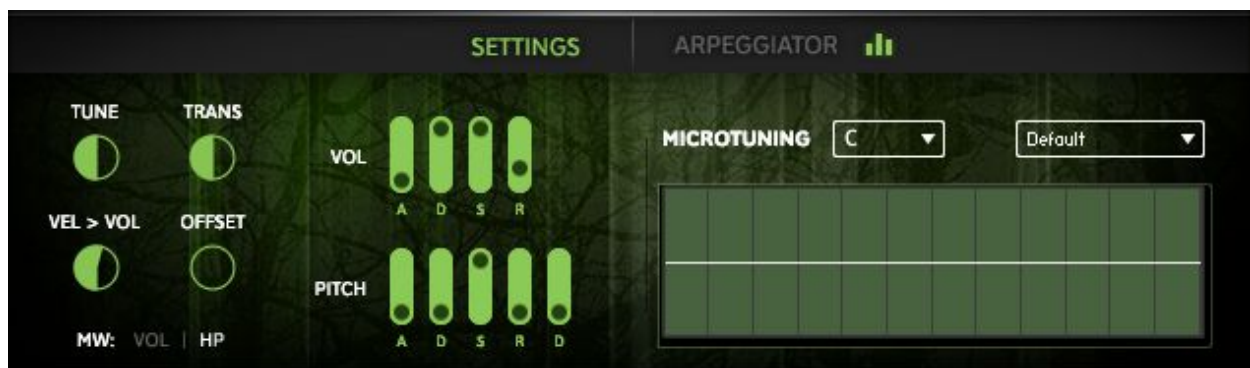 SETTINGS
ARPEGGIATOR
TUNE
TRANS
VEL > VOL
OFFSET
MW: VOL | HP
VOL
A D S R
PITCH
A D S R D
MICROTUNING C Default